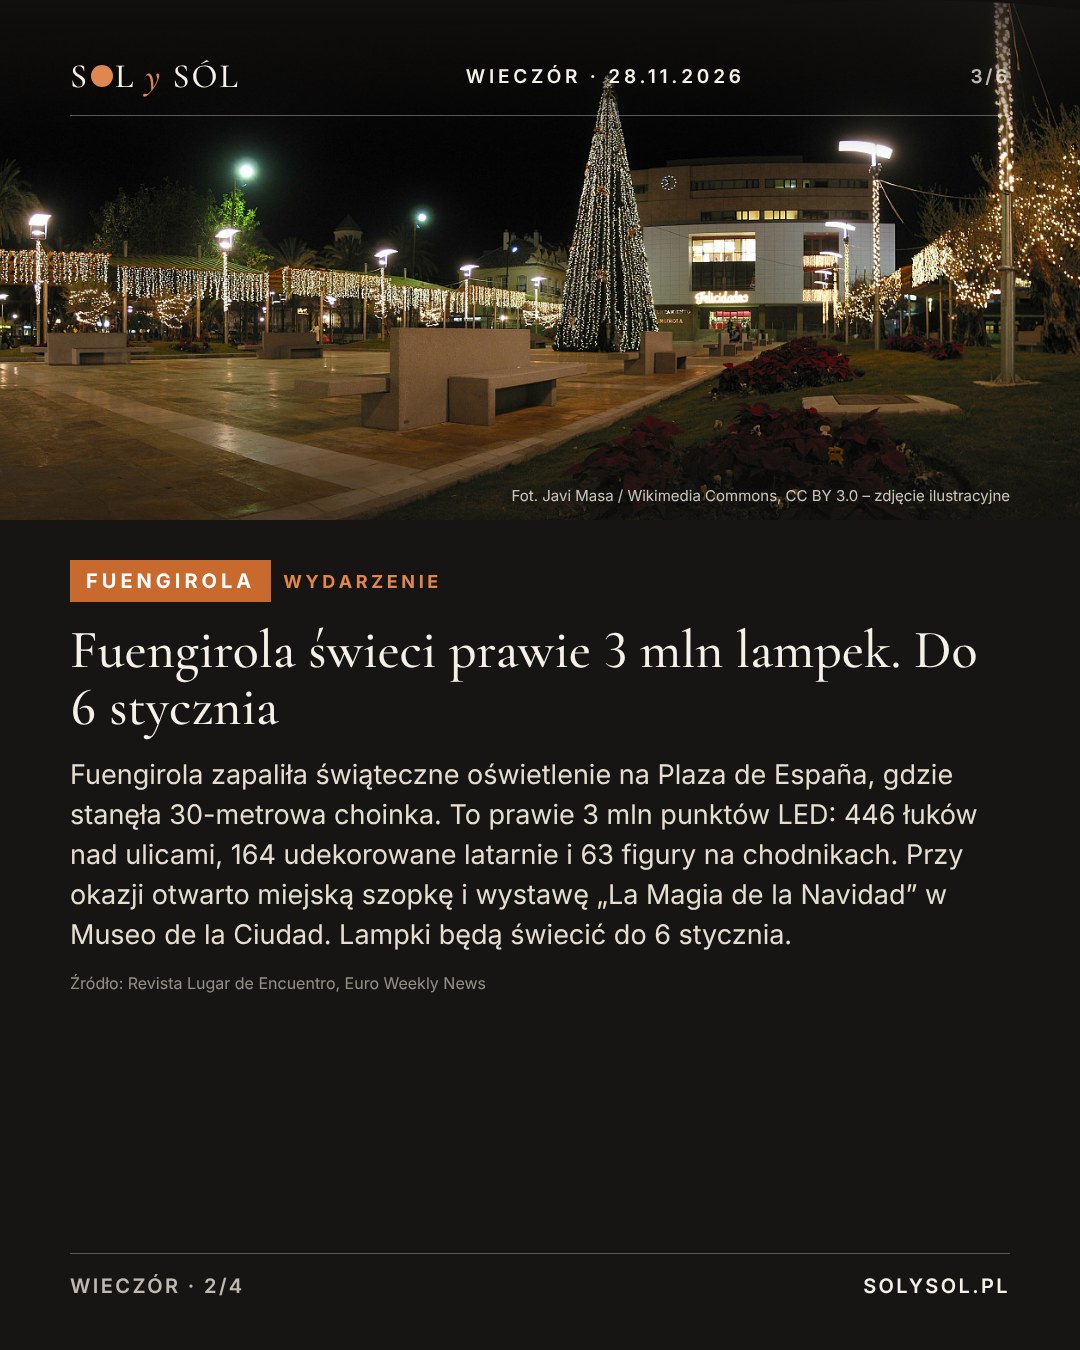 SOL y SÓL
WIECZÓR · 28.11.2026
3/6
Felicidades
Fot. Javi Masa / Wikimedia Commons, CC BY 3.0 – zdjęcie ilustracyjne
FUENGIROLA WYDARZENIE
Fuengirola świeci prawie 3 mln lampek. Do
6 stycznia
Fuengirola zapaliła świąteczne oświetlenie na Plaza de España, gdzie
stanęła 30-metrowa choinka. To prawie 3 mln punktów LED: 446 łuków
nad ulicami, 164 udekorowane latarnie i 63 figury na chodnikach. Przy
okazji otwarto miejską szopkę i wystawę „La Magia de la Navidad” w
Museo de la Ciudad. Lampki będą świecić do 6 stycznia.
Źródło: Revista Lugar de Encuentro, Euro Weekly News
WIECZÓR · 2/4
SOLYSOL.PL